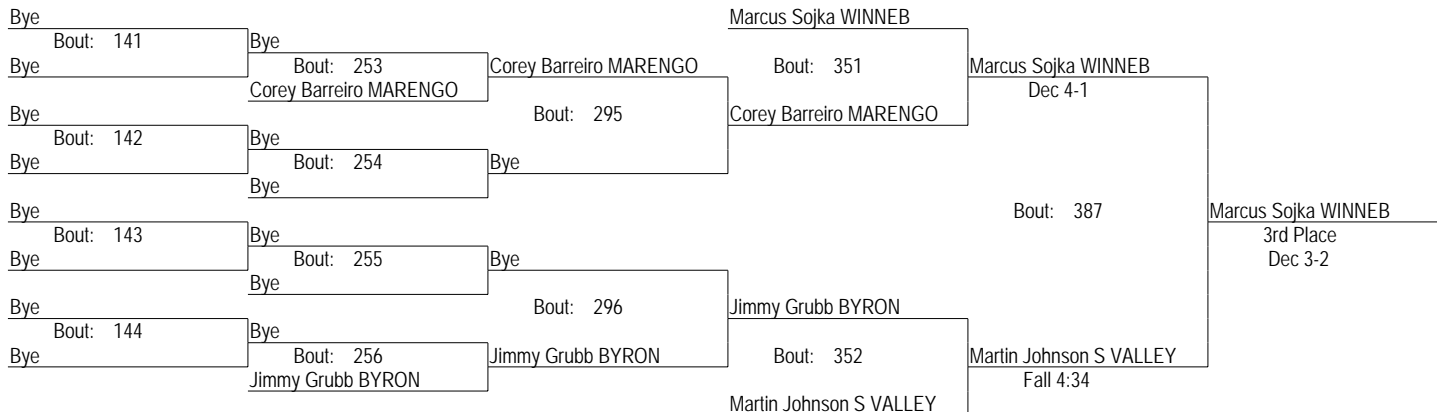 Bye
Marcus Sojka WINNEB
Bout: 141
Bye
Bye
Bout: 253
Corey Barreiro MARENGO
Bout: 351
Marcus Sojka WINNEB
Corey Barreiro MARENGO
Dec 4-1
Bye
Bout: 295
Corey Barreiro MARENGO
Bout: 142
Bye
Bye
Bout: 254
Bye
Bye
Bye
Bout: 387
Marcus Sojka WINNEB
Bout: 143
Bye
3rd Place
Bye
Bout: 255
Bye
Dec 3-2
Bye
Bye
Bout: 296
Jimmy Grubb BYRON
Bout: 144
Bye
Bye
Bout: 256
Jimmy Grubb BYRON
Bout: 352
Martin Johnson S VALLEY
Jimmy Grubb BYRON
Fall 4:34
Martin Johnson S VALLEY